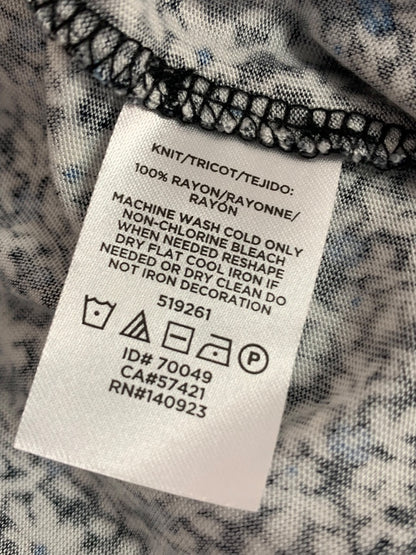 KNIT/TRICOT/TEJIDO:
100% RAYON/RAYONNE/
RAYÓN
MACHINE WASH COLD ONLY
NON-CHLORINE BLEACH
WHEN NEEDED RESHAPE
DRY FLAT COOL IRON IF
NEEDED OR DRY CLEAN DO
NOT IRON DECORATION
519261
P
ID# 70049
CA#57421
RN#140923